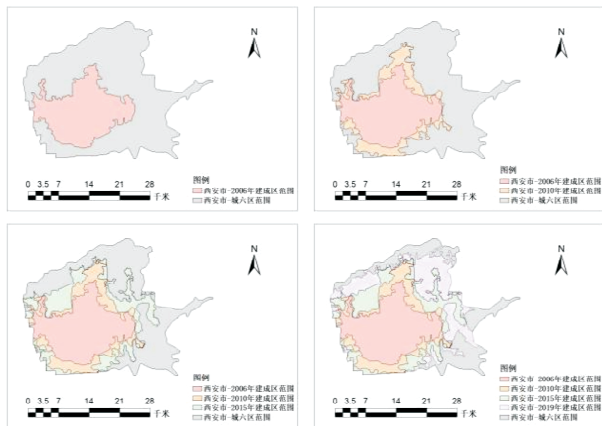 N
图例
西安市-2006年建成区范围
西安市-城六区范围
0 3.5 7 14 21 28
千米
N
图例
西安市-2006年建成区范围
西安市-2010年建成区范围
西安市-城六区范围
0 3.5 7 14 21 28
千米
N
图例
西安市-2006年建成区范围
西安市-2010年建成区范围
西安市-2015年建成区范围
西安市-城六区范围
0 3.5 7 14 21 28
千米
N
图例
西安市-2006年建成区范围
西安市-2010年建成区范围
西安市-2015年建成区范围
西安市-2019年建成区范围
西安市-城六区范围
0 3.5 7 14 21 28
千米